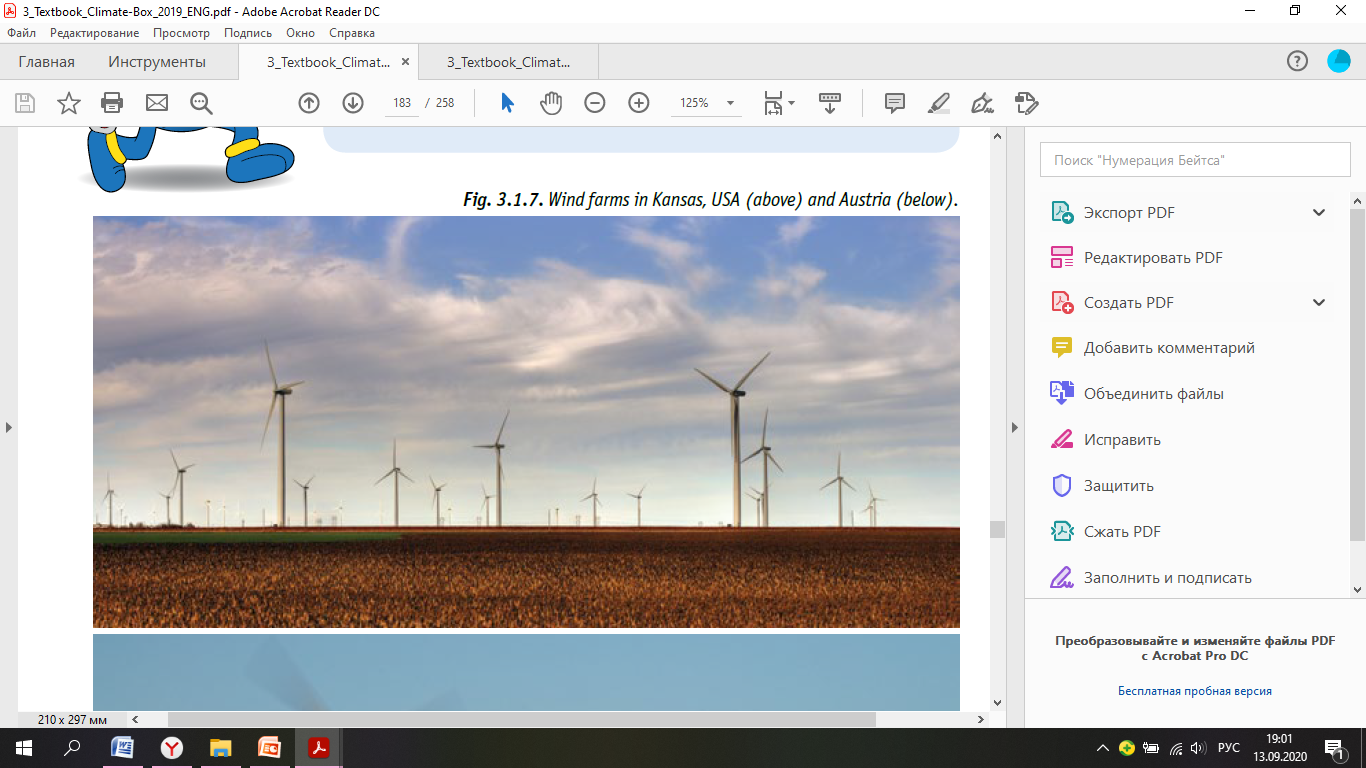 3_Textbook_Climate-Box_2019_ENG.pdf - Adobe Acrobat Reader DC
Файл Редактирование Просмотр Подпись Окно Справка
Главная Инструменты 3_Textbook_Climat... × 3_Textbook_Climat...
183 / 258 125%
Fig. 3.1.7. Wind farms in Kansas, USA (above) and Austria (below).
Поиск "Нумерация Бейтса"
Экспорт PDF
Редактировать PDF
Создать PDF
Добавить комментарий
Объединить файлы
Исправить
Защитить
Сжать PDF
Заполнить и подписать
Преобразовывайте и изменяйте файлы PDF
с Acrobat Pro DC
Бесплатная пробная версия
210 x 297 мм
РУС
19:01
13.09.2020
1